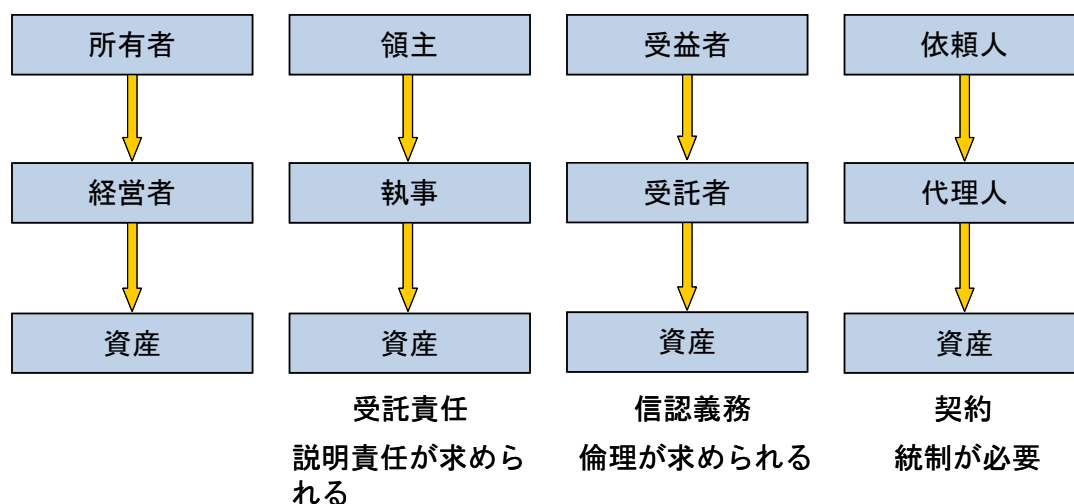 所有者
領主
受益者
依頼人
経営者
執事
受託者
代理人
資産
資産
資産
資産
受託責任
信認義務
契約
説明責任が求めら
れる
倫理が求められる
統制が必要